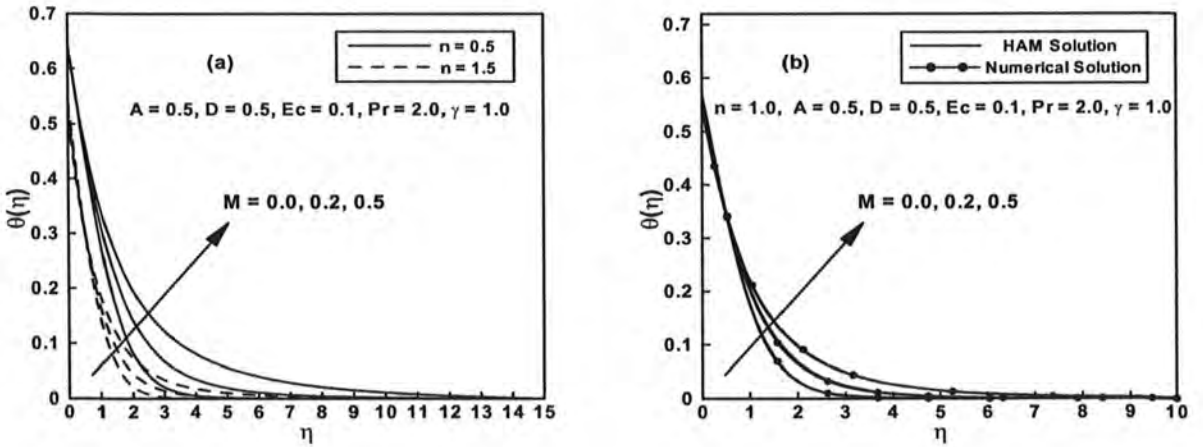 0.7
0.6
0.5
0.4
0.3
0.2
0.1
0
θ(η)
(a)
n = 0.5
n = 1.5
A = 0.5, D = 0.5, Ec = 0.1, Pr = 2.0, γ = 1.0
M = 0.0, 0.2, 0.5
0 1 2 3 4 5 6 7 8 9 10 11 12 13 14 15
η
0.7
0.6
0.5
0.4
0.3
0.2
0.1
0
θ(η)
(b)
HAM Solution
Numerical Solution
n = 1.0, A = 0.5, D = 0.5, Ec = 0.1, Pr = 2.0, γ = 1.0
M = 0.0, 0.2, 0.5
0 1 2 3 4 5 6 7 8 9 10
η